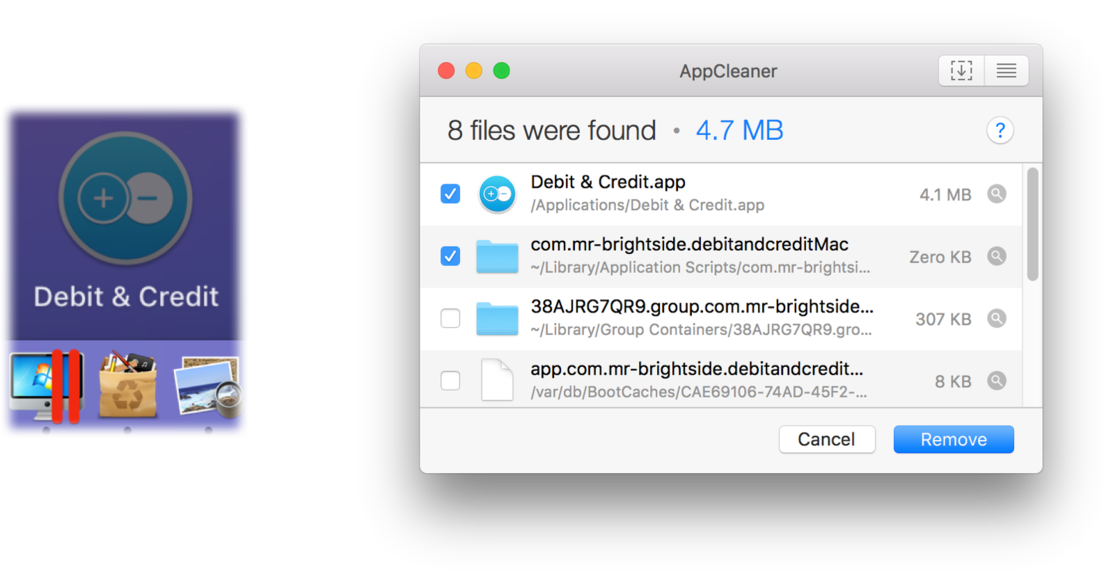 Debit & Credit
AppCleaner
8 files were found • 4.7 MB
?
Debit & Credit.app
/Applications/Debit & Credit.app
4.1 MB
com.mr-brightside.debitandcreditMac
~/Library/Application Scripts/com.mr-brightsi...
Zero KB
38AJRG7QR9.group.com.mr-brightside...
~/Library/Group Containers/38AJRG7QR9.gro...
307 KB
app.com.mr-brightside.debitandcredit...
/var/db/BootCaches/CAE69106-74AD-45F2-...
8 KB
Cancel
Remove